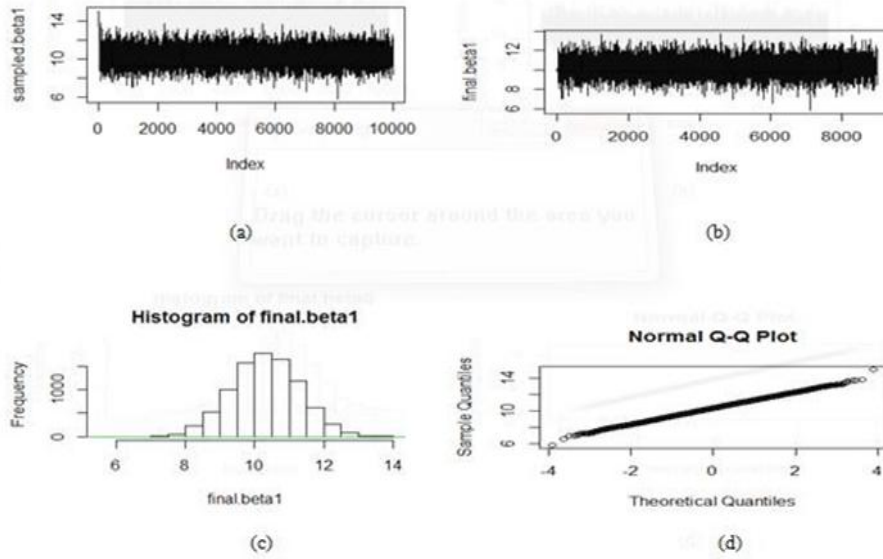 sampled.beta1
14
10
6
0 2000 4000 6000 8000 10000
Index
(a)
final.beta1
12
8
6
0 2000 4000 6000 8000
Index
(b)
Drag the cursor around the area you
want to capture.
Histogram of final.beta1
Frequency
1000
0
6 8 10 12 14
final.beta1
(c)
Normal Q-Q Plot
Sample Quantiles
14
10
6
-4 -2 0 2 4
Theoretical Quantiles
(d)